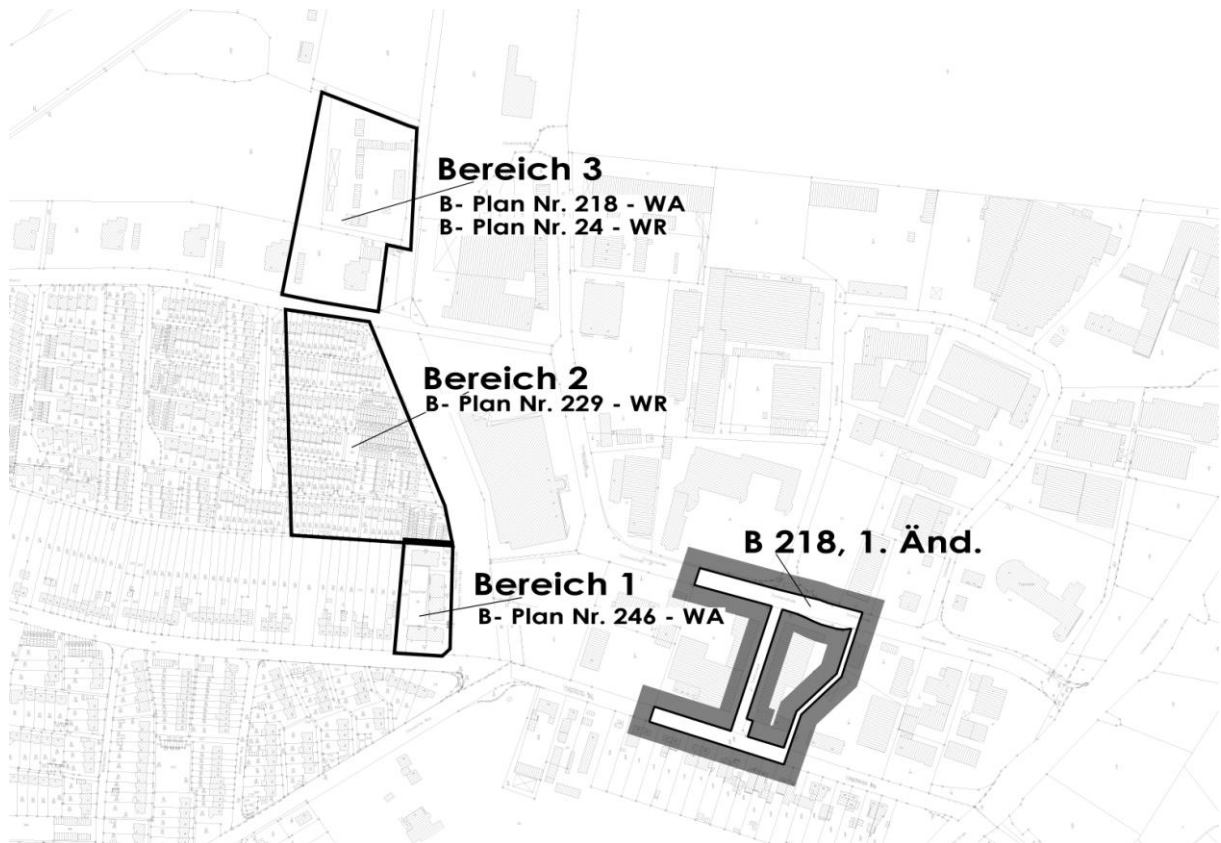 Bereich 3
B- Plan Nr. 218 - WA
B- Plan Nr. 24 - WR
Bereich 2
B- Plan Nr. 229 - WR
B 218, 1. Änd.
Bereich 1
B- Plan Nr. 246 - WA